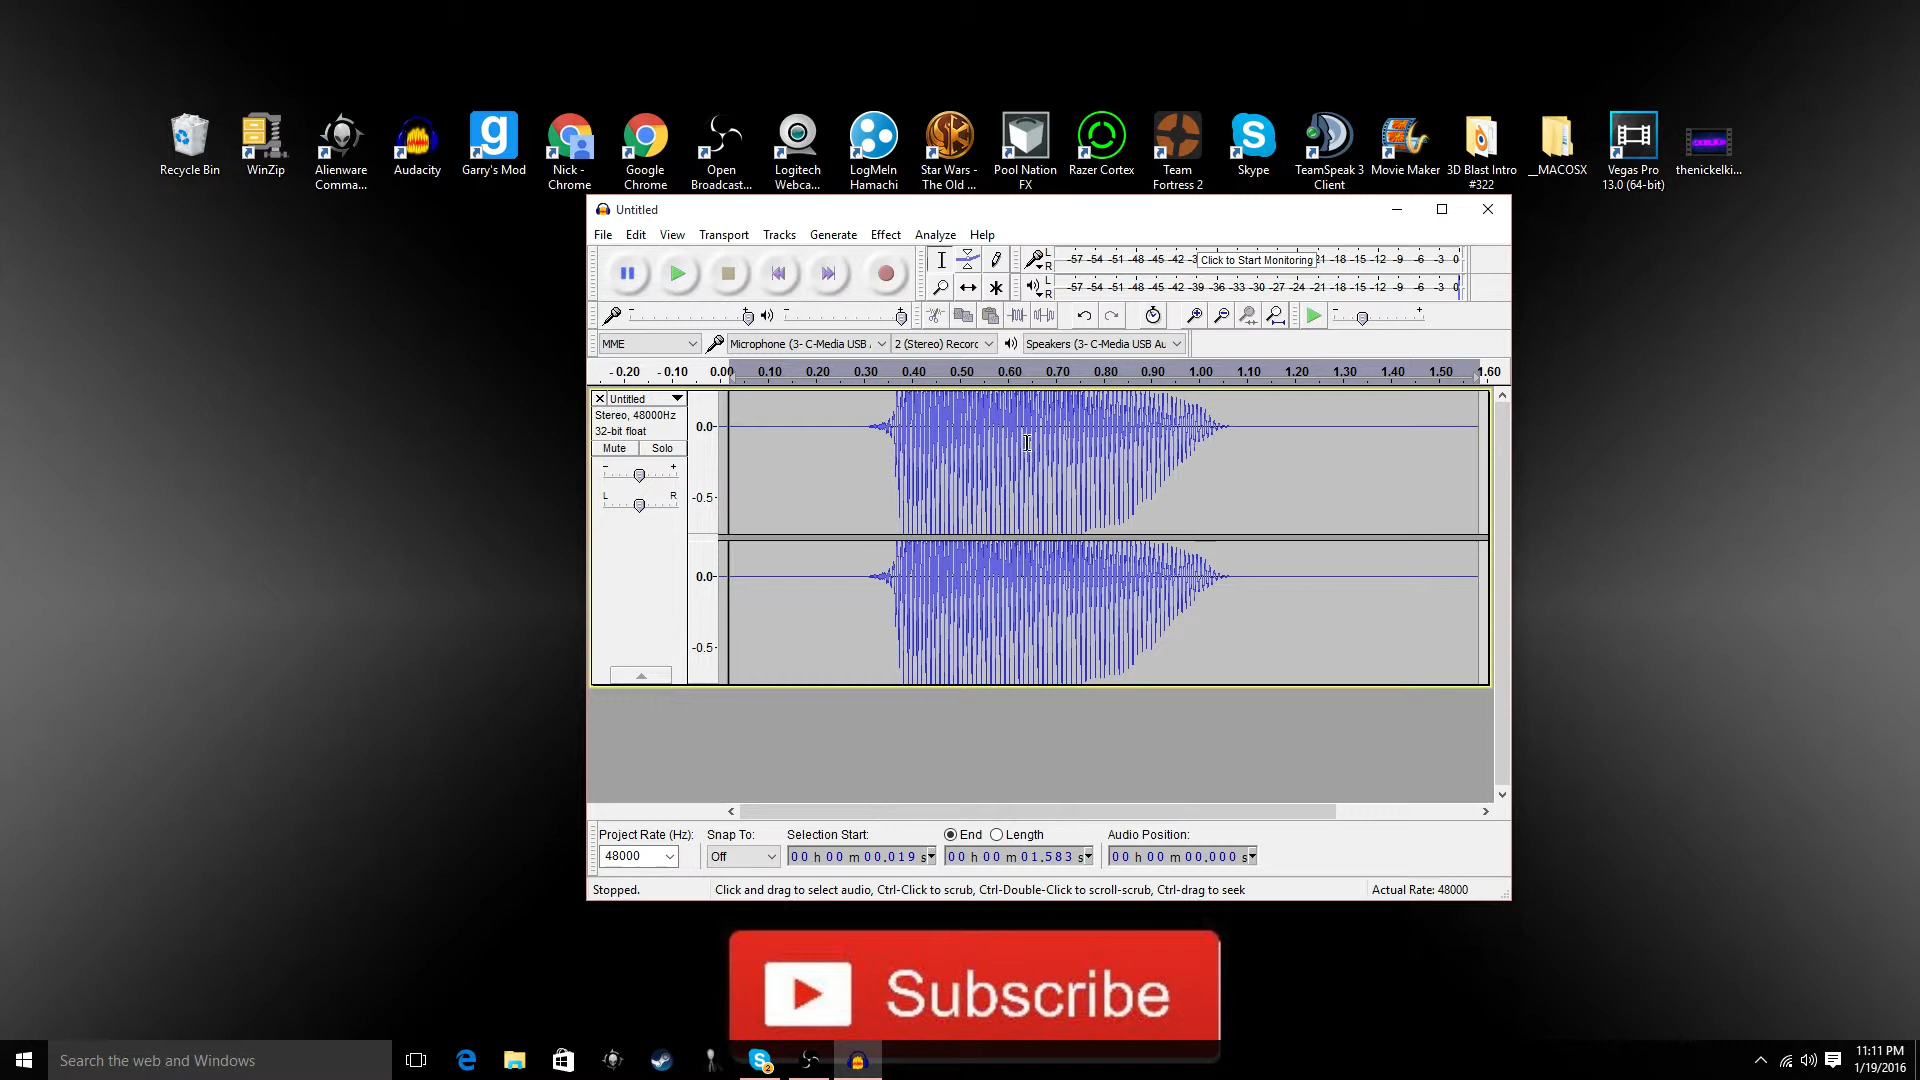 Recycle Bin
WinZip
Alienware
Comma...
Audacity
Garry's Mod
Nick -
Chrome
Google
Chrome
Open
Broadcast...
Logitech
Webca...
LogMeIn
Hamachi
Star Wars -
The Old ...
Pool Nation
FX
Razer Cortex
Team
Fortress 2
Skype
TeamSpeak 3
Client
Movie Maker
3D Blast Intro
#322
__MACOSX
Vegas Pro
13.0 (64-bit)
thenickelki...
Untitled
File Edit View Transport Tracks Generate Effect Analyze Help
L
R
-57 -54 -51 -48 -45 -42 -3 Click to Start Monitoring 21 -18 -15 -12 -9 -6 -3 0
L
R
-57 -54 -51 -48 -45 -42 -39 -36 -33 -30 -27 -24 -21 -18 -15 -12 -9 -6 -3 0
MME Microphone (3- C-Media USB 2 (Stereo) Record Speakers (3- C-Media USB Au
-0.20 -0.10 0.00 0.10 0.20 0.30 0.40 0.50 0.60 0.70 0.80 0.90 1.00 1.10 1.20 1.30 1.40 1.50 1.60
Untitled
Stereo, 48000Hz
32-bit float
Mute Solo
- +
L R
0.0-
-0.5-
0.0-
-0.5-
Project Rate (Hz): Snap To: Selection Start: End Length Audio Position:
48000 Off 00 h 00 m 00.019 s 00 h 00 m 01.583 s 00 h 00 m 00.000 s
Stopped. Click and drag to select audio, Ctrl-Click to scrub, Ctrl-Double-Click to scroll-scrub, Ctrl-drag to seek Actual Rate: 48000
Subscribe
Search the web and Windows
2
11:11 PM
1/19/2016